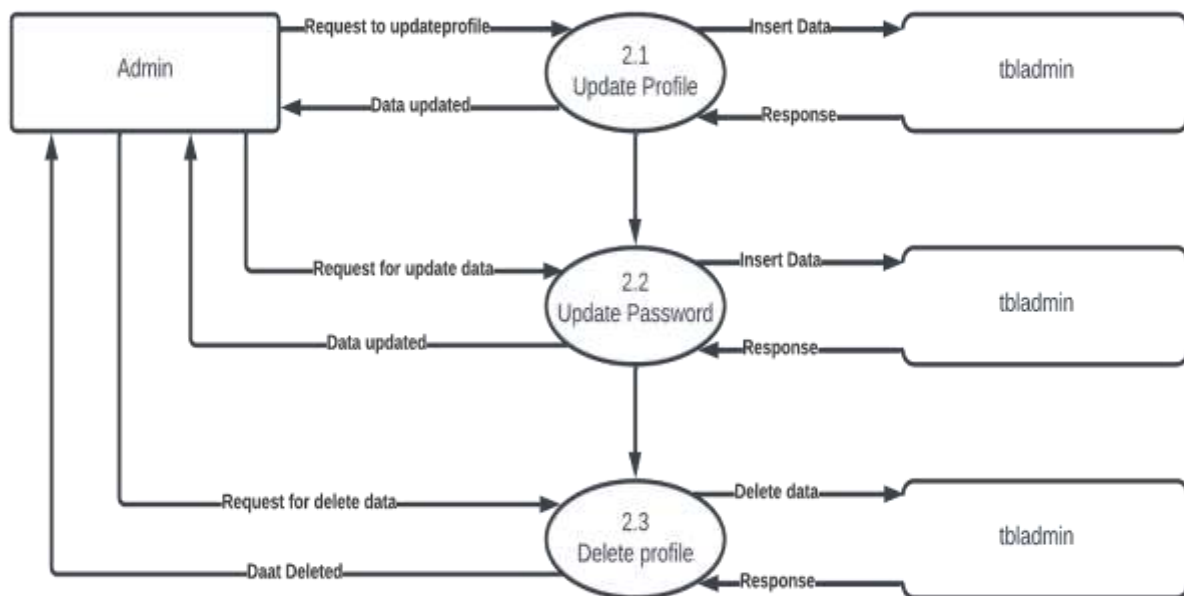 Request to updateprofile
Insert Data
Admin
2.1
Update Profile
tbladmin
Data updated
Response
Request for update data
Insert Data
2.2
Update Password
tbladmin
Data updated
Response
Request for delete data
Delete data
2.3
Delete profile
tbladmin
Daat Deleted
Response